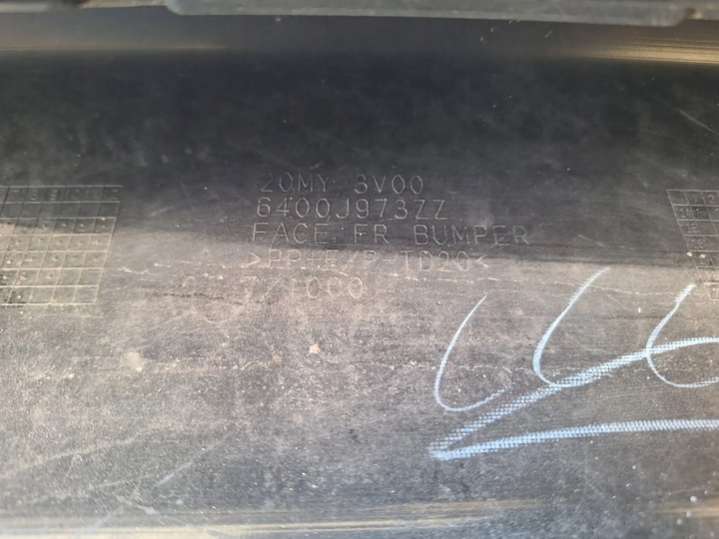 20MY 3V00
6400J973ZZ
FACE FR BUMPER
>PP+E/P TD20<